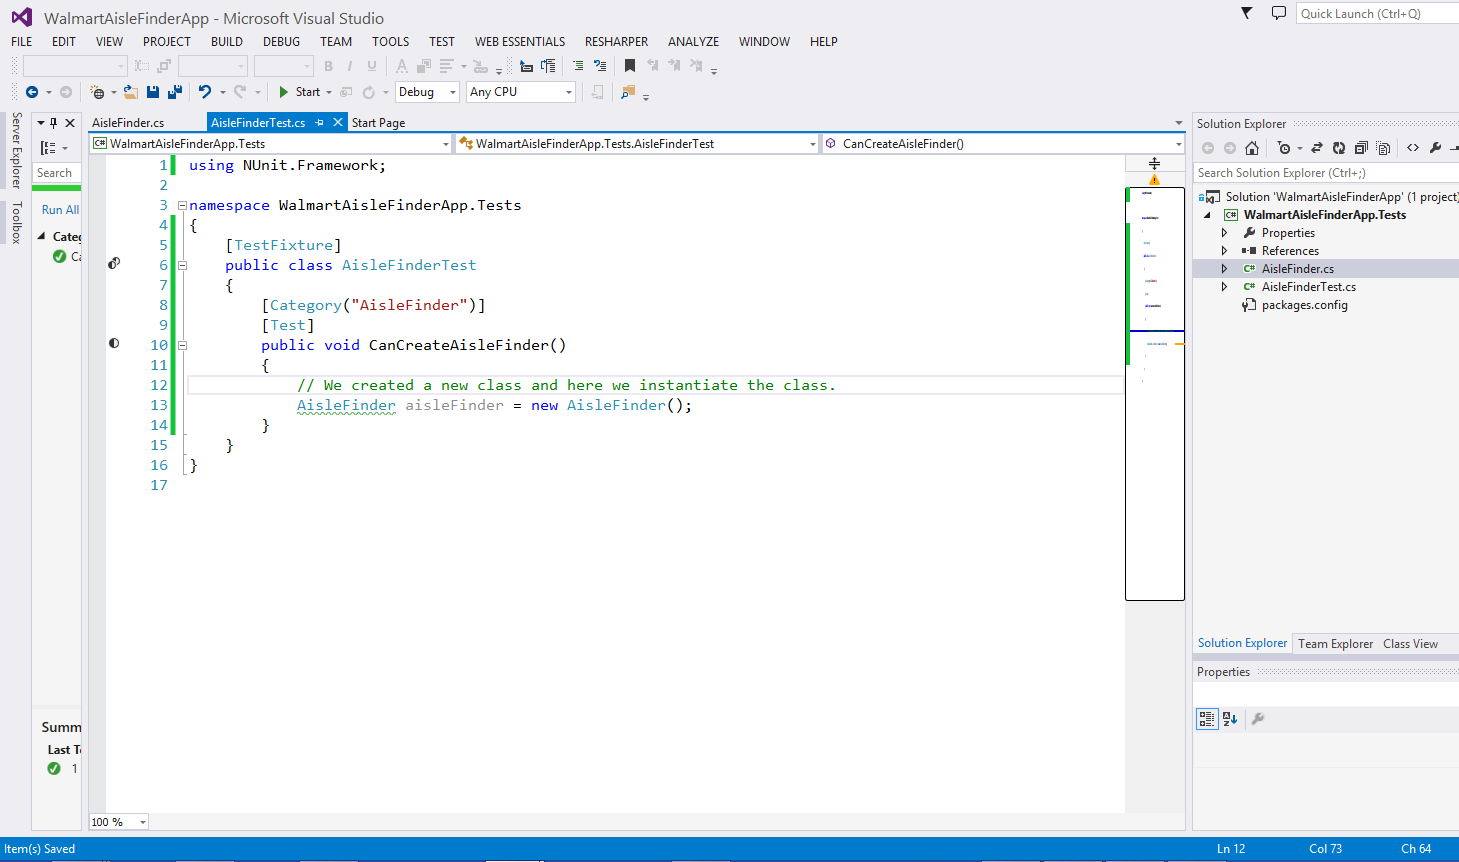 WalmartAisleFinderApp - Microsoft Visual Studio
Quick Launch (Ctrl+Q)
FILE EDIT VIEW PROJECT BUILD DEBUG TEAM TOOLS TEST WEB ESSENTIALS RESHARPER ANALYZE WINDOW HELP
Start Debug Any CPU
Server Explorer
Toolbox
Search
Run All
Categ
Ca
Summ
Last T
1
AisleFinder.cs AisleFinderTest.cs Start Page
WalmartAisleFinderApp.Tests WalmartAisleFinderApp.Tests.AisleFinderTest CanCreateAisleFinder()
1 using NUnit.Framework;
2
3 namespace WalmartAisleFinderApp.Tests
4 {
5 [TestFixture]
6 public class AisleFinderTest
7 {
8 [Category("AisleFinder")]
9 [Test]
10 public void CanCreateAisleFinder()
11 {
12 // We created a new class and here we instantiate the class.
13 AisleFinder aisleFinder = new AisleFinder();
14 }
15 }
16 }
17
100 %
Solution Explorer
Search Solution Explorer (Ctrl+;)
Solution 'WalmartAisleFinderApp' (1 project)
C# WalmartAisleFinderApp.Tests
Properties
References
C# AisleFinder.cs
C# AisleFinderTest.cs
packages.config
Solution Explorer Team Explorer Class View
Properties
Item(s) Saved Ln 12 Col 73 Ch 64